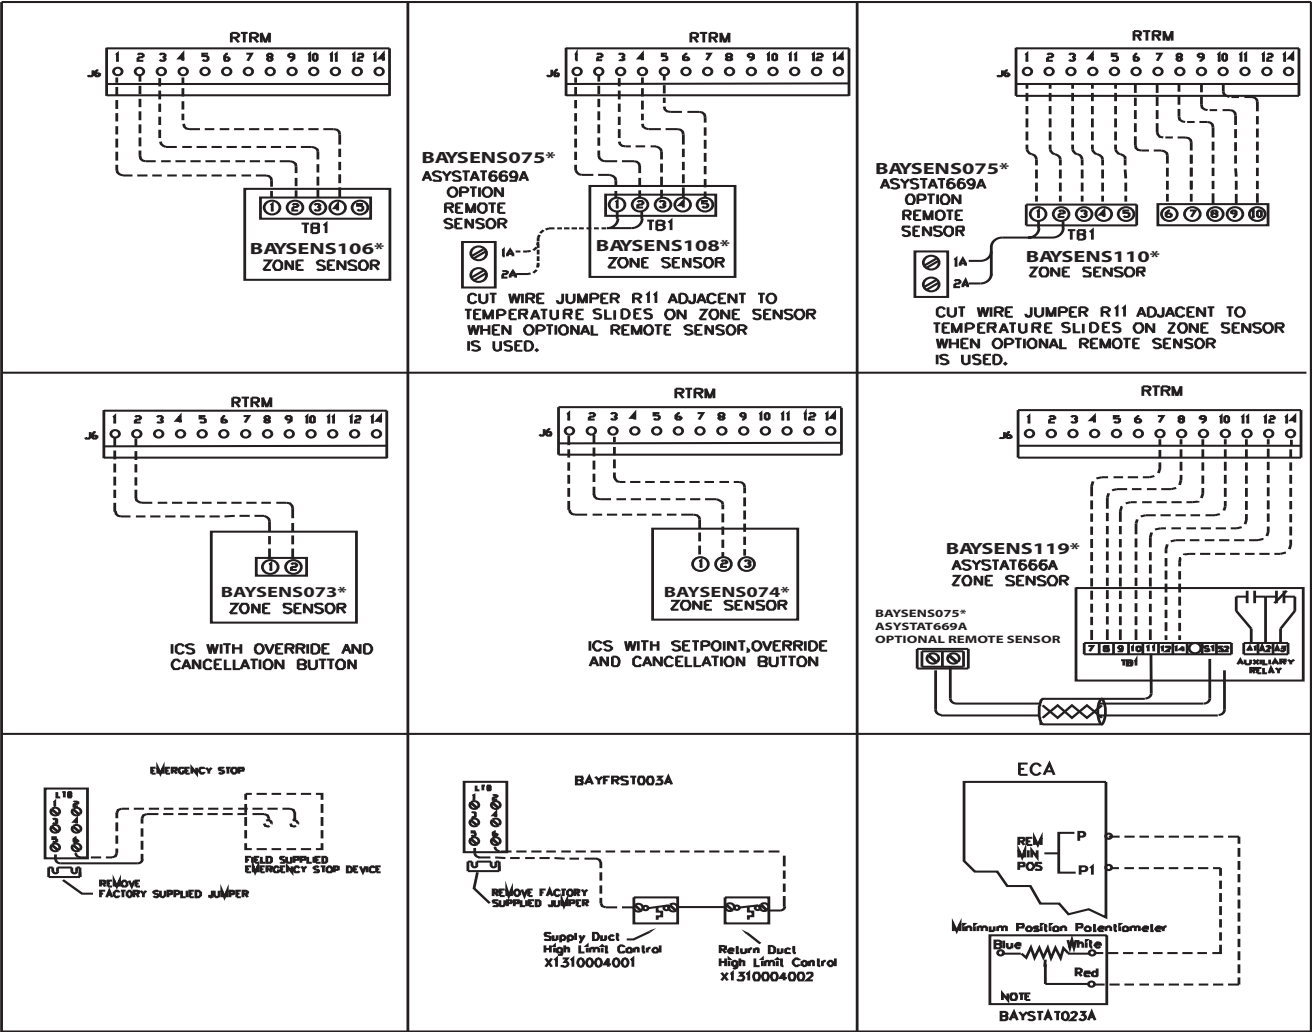 RTRM
J6 1 2 3 4 5 6 7 8 9 10 11 12 14
1 2 3 4 5
TB1
BAYSENS106*
ZONE SENSOR
RTRM
J6 1 2 3 4 5 6 7 8 9 10 11 12 14
BAYSENS075*
ASYSTAT669A
OPTION
REMOTE
SENSOR
1A
2A
1 2 3 4 5
TB1
BAYSENS108*
ZONE SENSOR
CUT WIRE JUMPER R11 ADJACENT TO
TEMPERATURE SLIDES ON ZONE SENSOR
WHEN OPTIONAL REMOTE SENSOR
IS USED.
RTRM
J6 1 2 3 4 5 6 7 8 9 10 11 12 14
BAYSENS075*
ASYSTAT669A
OPTION
REMOTE
SENSOR
1A
2A
1 2 3 4 5 6 7 8 9 10
TB1
BAYSENS110*
ZONE SENSOR
CUT WIRE JUMPER R11 ADJACENT TO
TEMPERATURE SLIDES ON ZONE SENSOR
WHEN OPTIONAL REMOTE SENSOR
IS USED.
RTRM
J6 1 2 3 4 5 6 7 8 9 10 11 12 14
1 2
BAYSENS073*
ZONE SENSOR
ICS WITH OVERRIDE AND
CANCELLATION BUTTON
RTRM
J6 1 2 3 4 5 6 7 8 9 10 11 12 14
1 2 3
BAYSENS074*
ZONE SENSOR
ICS WITH SETPOINT,OVERRIDE
AND CANCELLATION BUTTON
RTRM
J6 1 2 3 4 5 6 7 8 9 10 11 12 14
BAYSENS119*
ASYSTAT666A
ZONE SENSOR
BAYSENS075*
ASYSTAT669A
OPTIONAL REMOTE SENSOR
7 8 9 10 11 12 14 S1 S2
TB1
A1 A2 A3
AUXILIARY
RELAY
EMERGENCY STOP
LTB
1 2
3 4
5 6
FIELD SUPPLIED
EMERGENCY STOP DEVICE
REMOVE
FACTORY SUPPLIED JUMPER
BAYFRST003A
LTB
1 2
3 4
5 6
REMOVE FACTORY
SUPPLIED JUMPER
Supply Duct
High Limit Control
X1310004001
Return Duct
High Limit Control
X1310004002
ECA
REM
MIN
POS
P
P1
Minimum Position Potentiometer
Blue
White
Red
NOTE
BAYSTAT023A